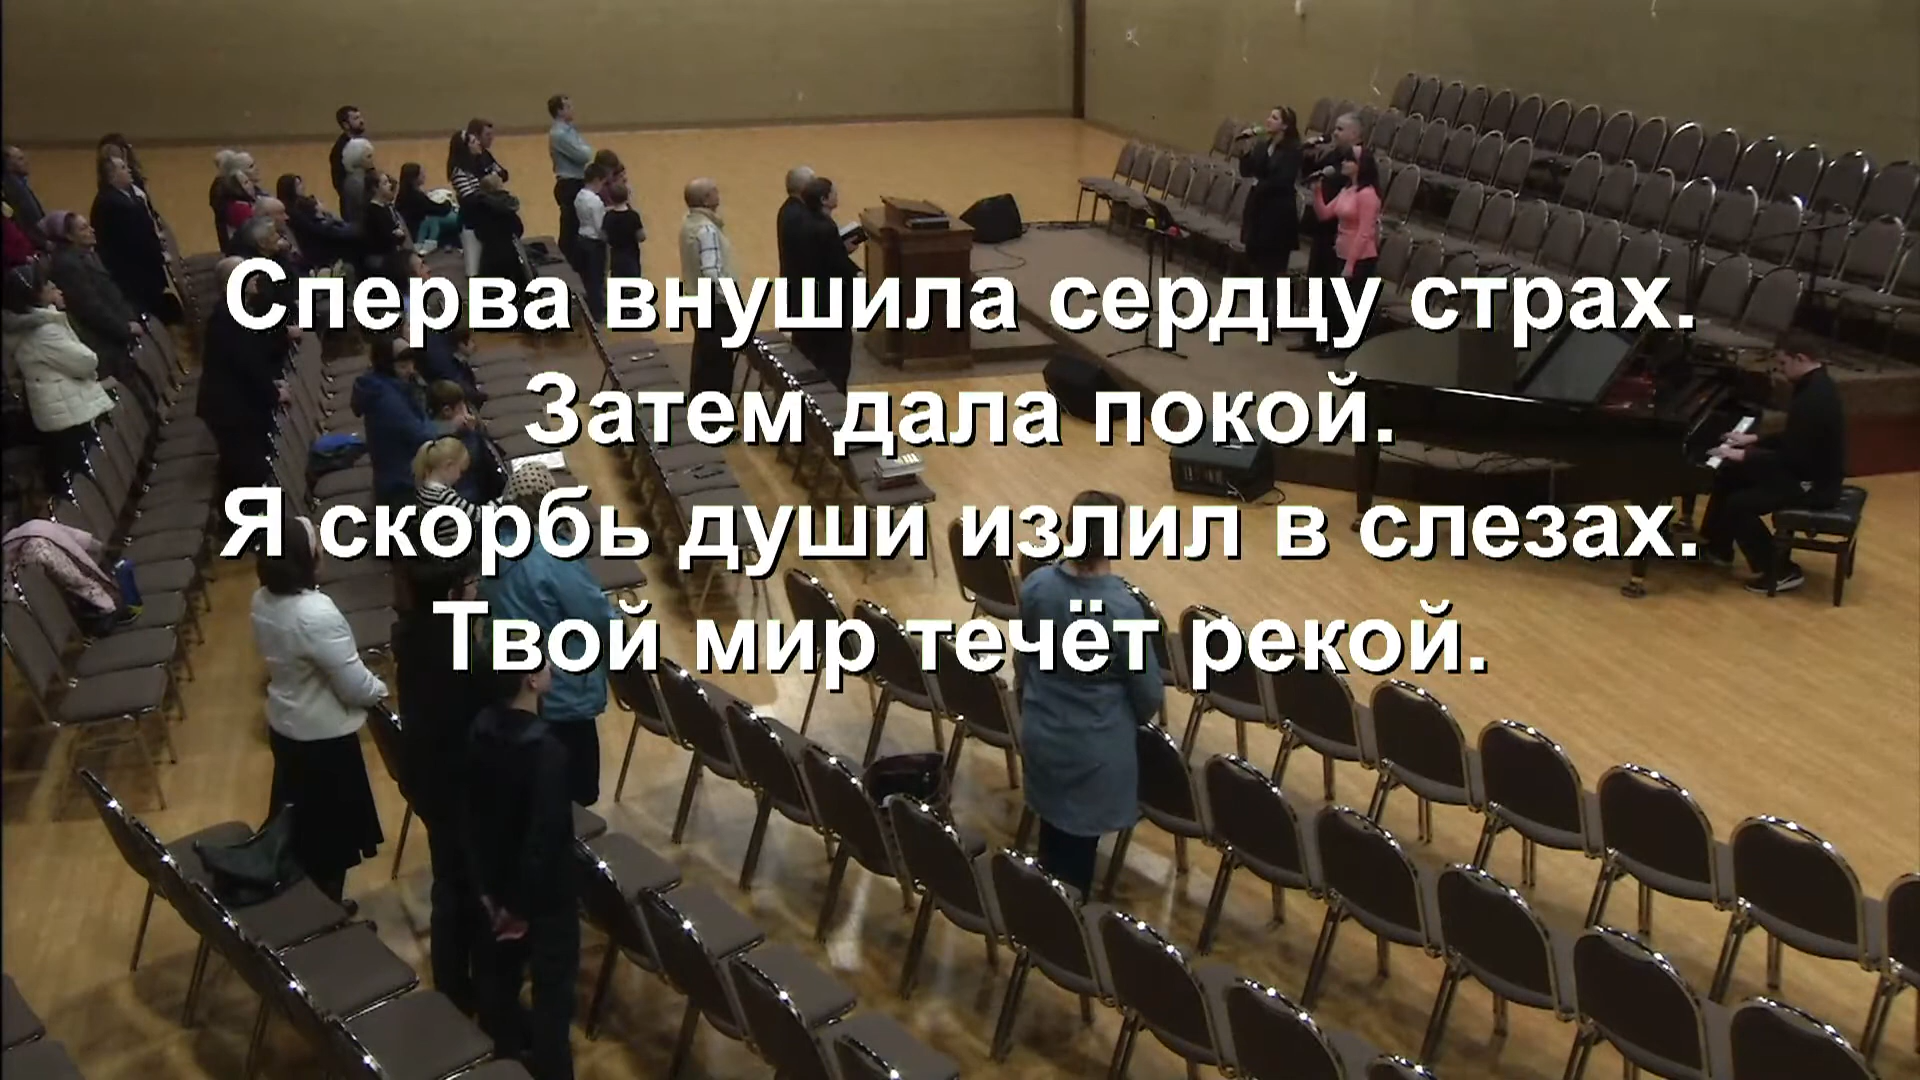 Сперва внушила сердцу страх.
Затем дала покой.
Я скорбь души излил в слезах.
Твой мир течёт рекой.